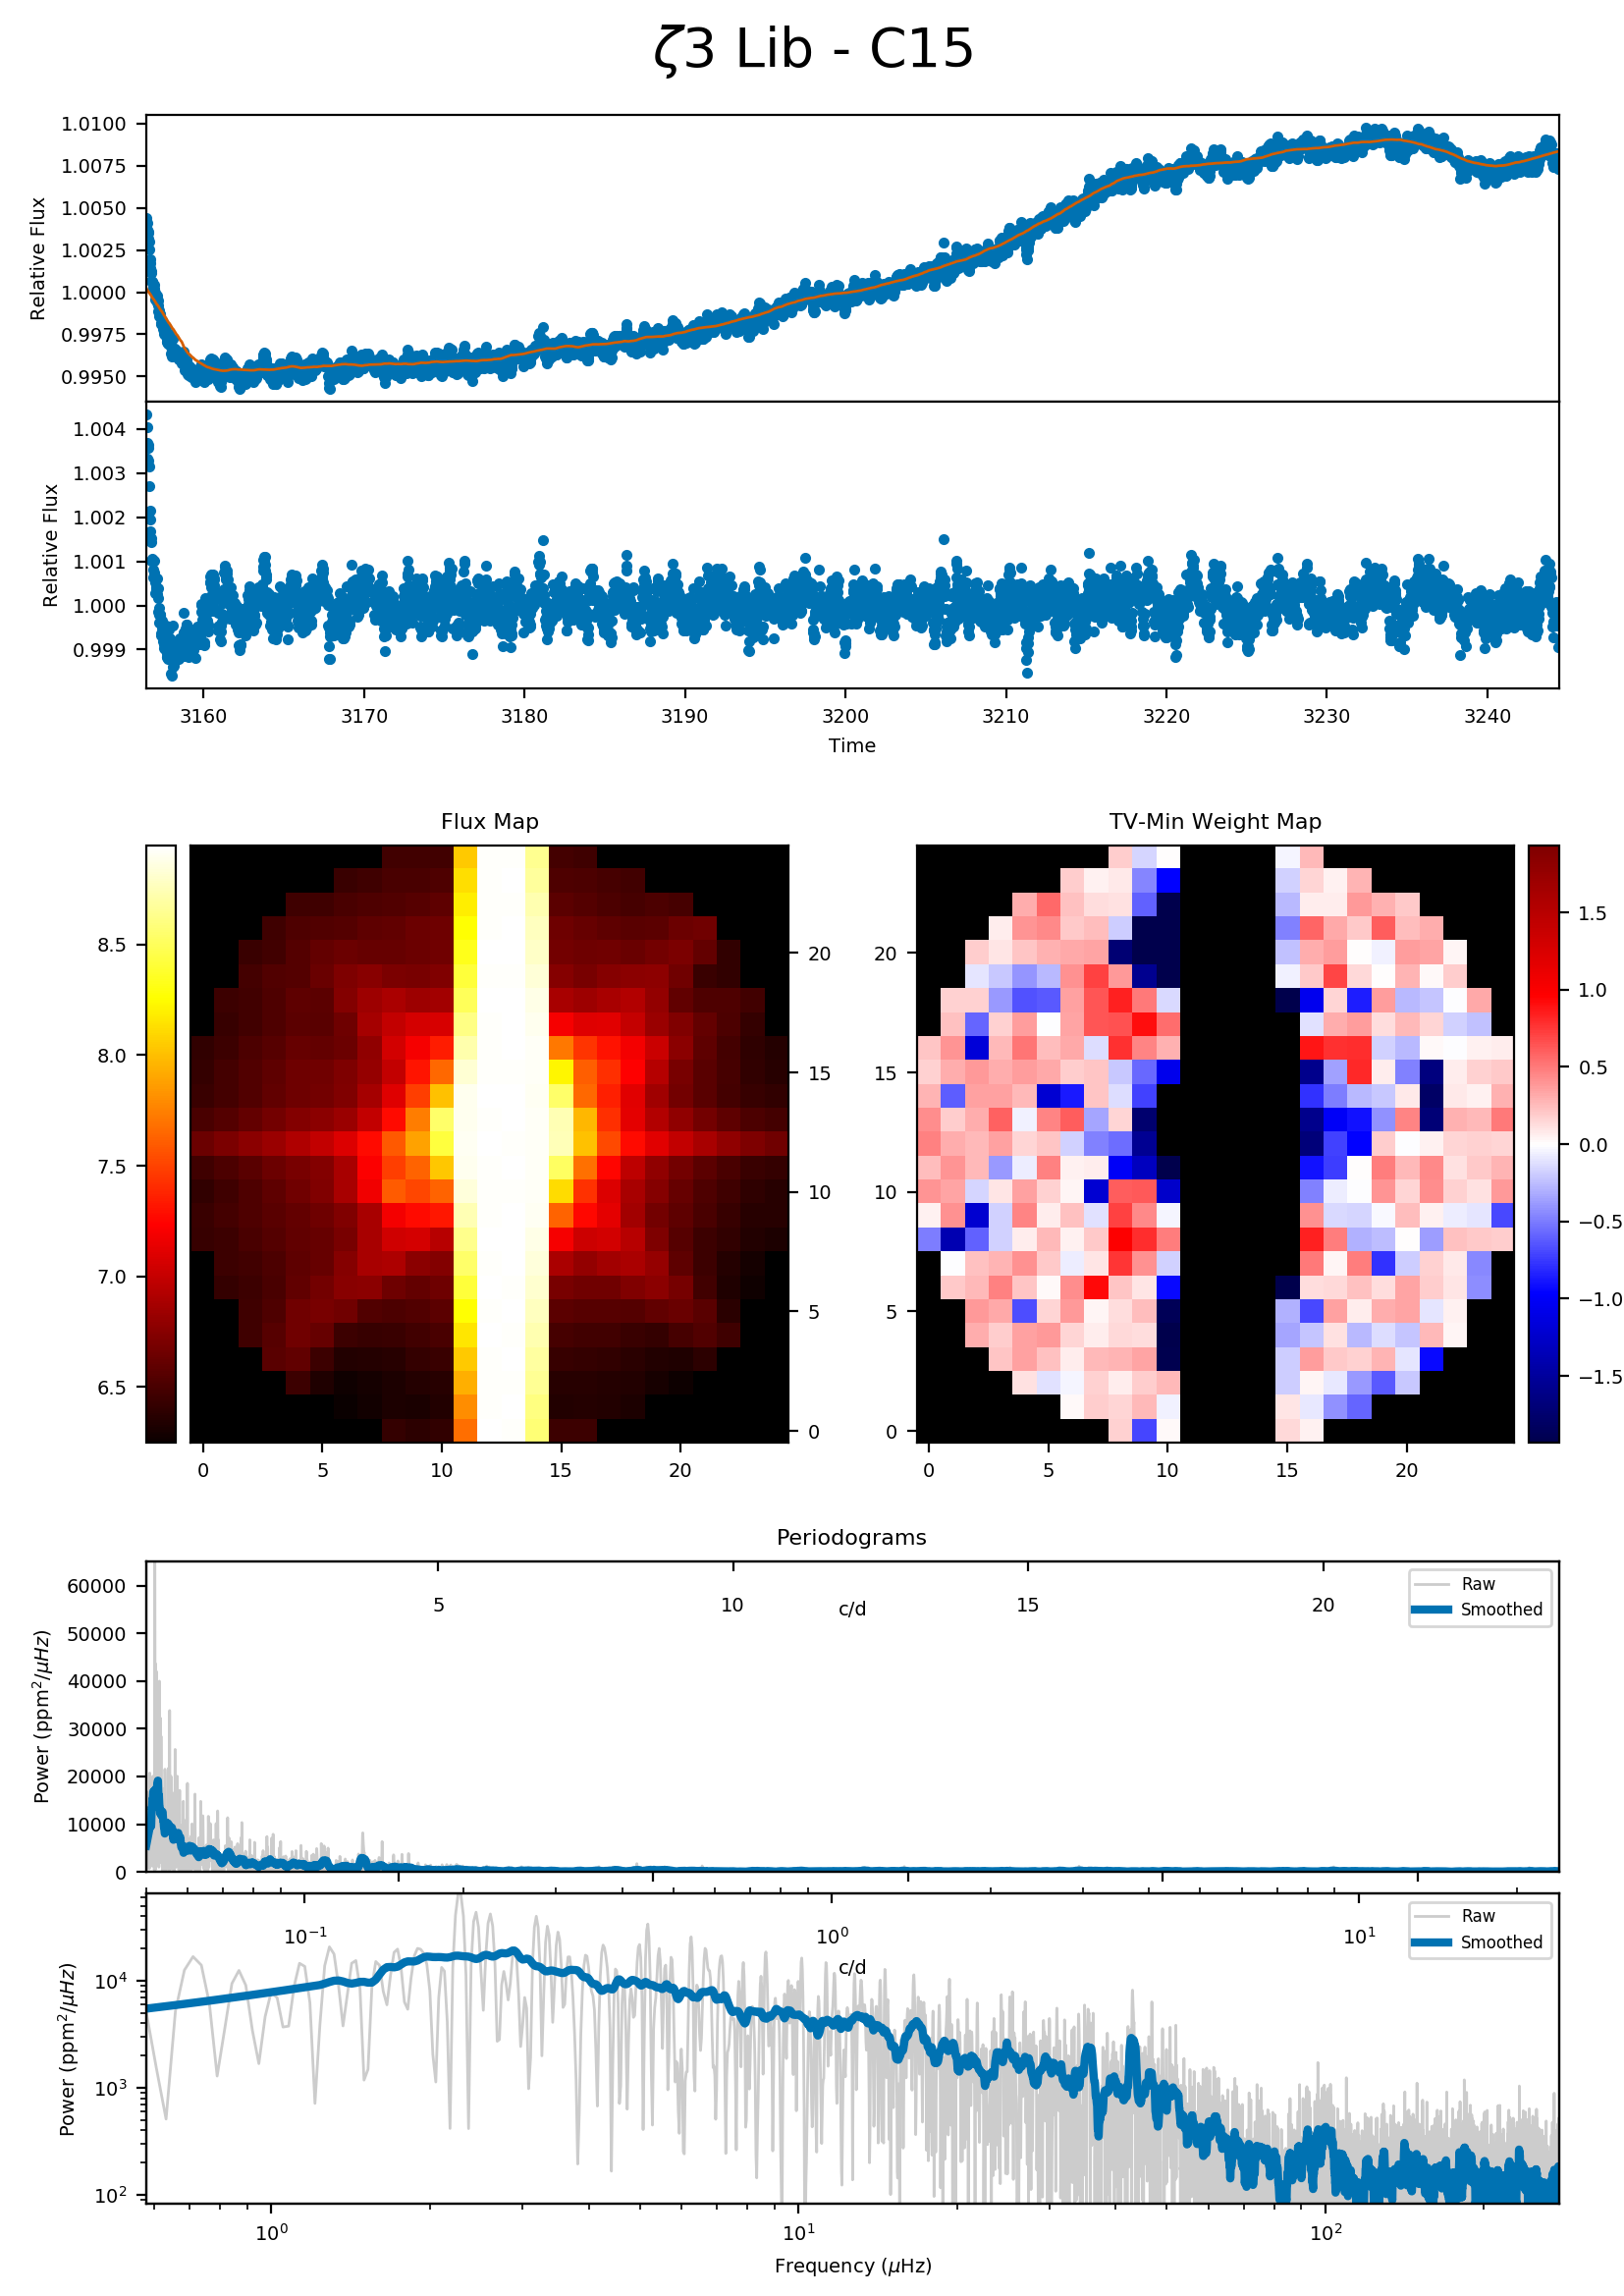 ζ3 Lib - C15
1.0100
1.0075
1.0050
1.0025
1.0000
0.9975
0.9950
Relative Flux
1.004
1.003
1.002
1.001
1.000
0.999
Relative Flux
3160 3170 3180 3190 3200 3210 3220 3230 3240
Time
Flux Map
8.5
8.0
7.5
7.0
6.5
20
15
10
5
0
0 5 10 15 20
TV-Min Weight Map
20
15
10
5
0
0 5 10 15 20
1.5
1.0
0.5
0.0
−0.5
−1.0
−1.5
Periodograms
60000
50000
40000
30000
20000
10000
0
Power (ppm²/μHz)
5 10 15 20
c/d
Raw
Smoothed
10⁴
10³
10²
Power (ppm²/μHz)
10⁻¹ 10⁰ 10¹
c/d
Raw
Smoothed
10⁰ 10¹ 10²
Frequency (μHz)